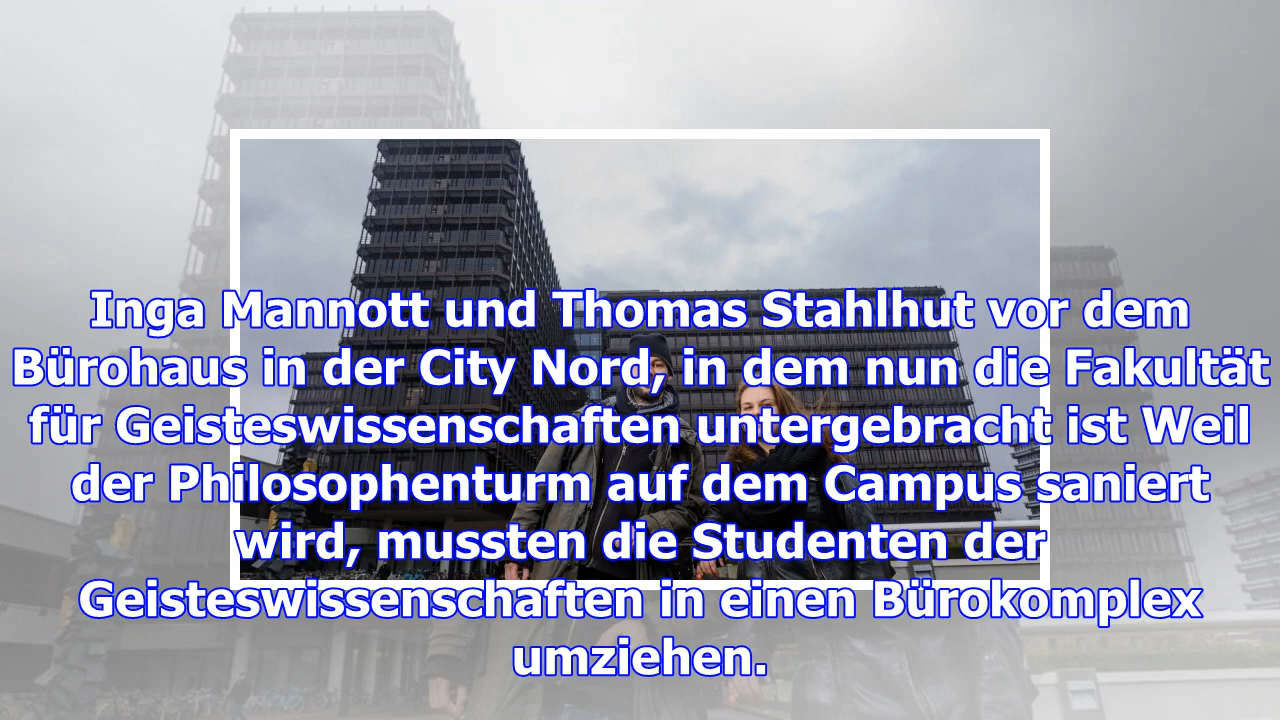 Inga Mannott und Thomas Stahlhut vor dem
Bürohaus in der City Nord, in dem nun die Fakultät
für Geisteswissenschaften untergebracht ist Weil
der Philosophenturm auf dem Campus saniert
wird, mussten die Studenten der
Geisteswissenschaften in einen Bürokomplex
umziehen.